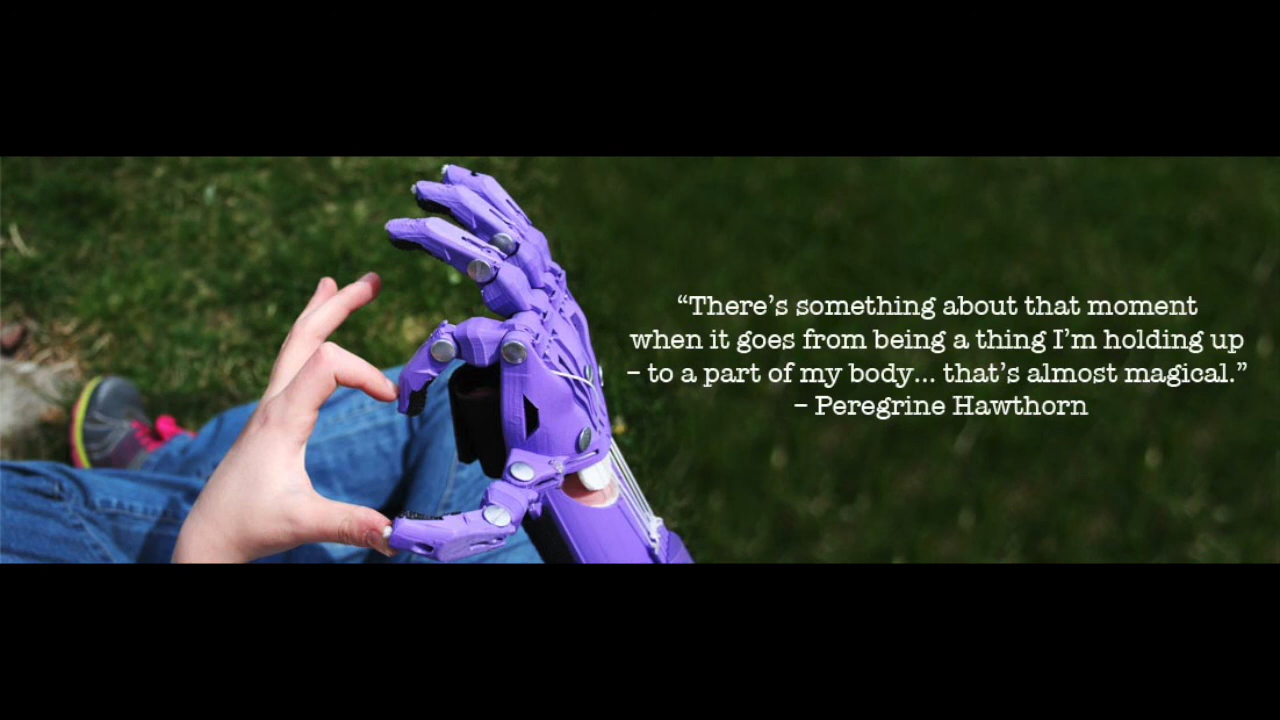 “There’s something about that moment
when it goes from being a thing I’m holding up
– to a part of my body... that’s almost magical.”
– Peregrine Hawthorn